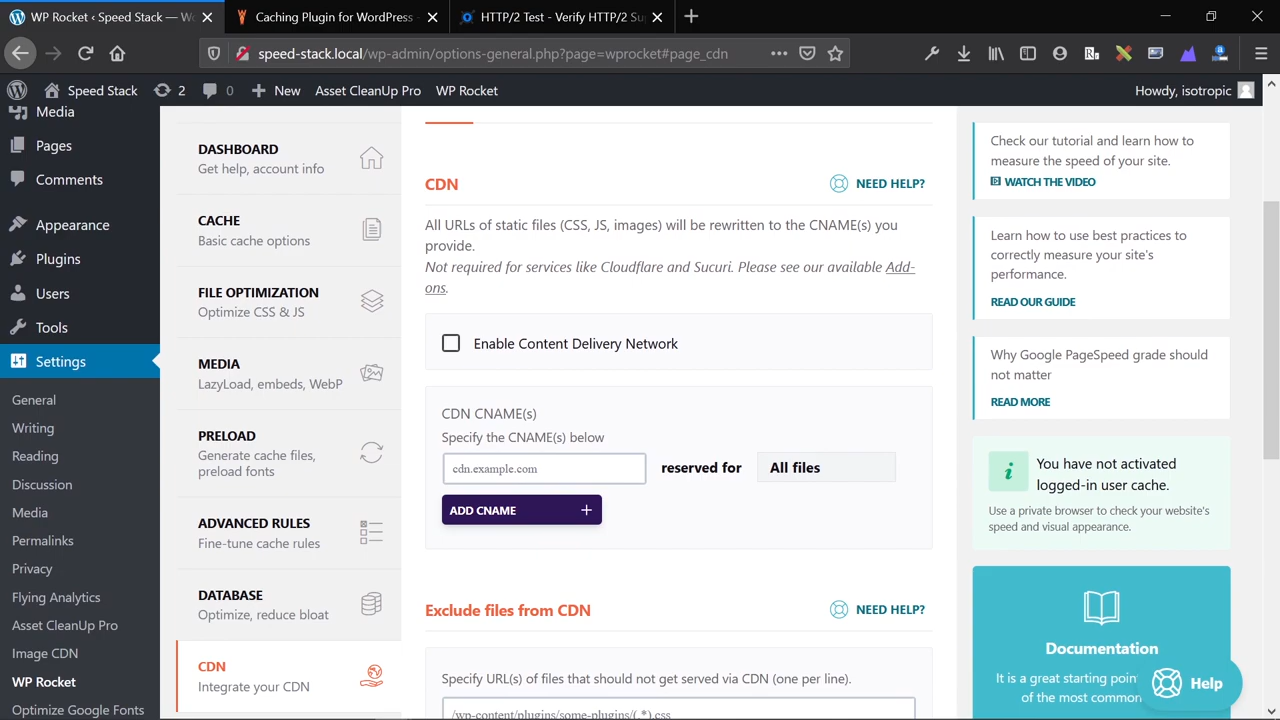 WP Rocket ‹ Speed Stack — Wo
Caching Plugin for WordPress -
HTTP/2 Test - Verify HTTP/2 Su
speed-stack.local/wp-admin/options-general.php?page=wprocket#page_cdn
Speed Stack
2
0
New
Asset CleanUp Pro
WP Rocket
Howdy, isotropic
Media
Pages
Comments
Appearance
Plugins
Users
Tools
Settings
General
Writing
Reading
Discussion
Media
Permalinks
Privacy
Flying Analytics
Asset CleanUp Pro
Image CDN
WP Rocket
Optimize Google Fonts
DASHBOARD
Get help, account info
CACHE
Basic cache options
FILE OPTIMIZATION
Optimize CSS & JS
MEDIA
LazyLoad, embeds, WebP
PRELOAD
Generate cache files,
preload fonts
ADVANCED RULES
Fine-tune cache rules
DATABASE
Optimize, reduce bloat
CDN
Integrate your CDN
CDN
NEED HELP?
All URLs of static files (CSS, JS, images) will be rewritten to the CNAME(s) you
provide.
Not required for services like Cloudflare and Sucuri. Please see our available Add-
ons.
Enable Content Delivery Network
CDN CNAME(s)
Specify the CNAME(s) below
cdn.example.com
reserved for
All files
ADD CNAME
Exclude files from CDN
NEED HELP?
Specify URL(s) of files that should not get served via CDN (one per line).
/wp-content/plugins/some-plugins/(.*).css
Check our tutorial and learn how to
measure the speed of your site.
WATCH THE VIDEO
Learn how to use best practices to
correctly measure your site's
performance.
READ OUR GUIDE
Why Google PageSpeed grade should
not matter
READ MORE
You have not activated
logged-in user cache.
Use a private browser to check your website's
speed and visual appearance.
Documentation
It is a great starting point
of the most common
Help